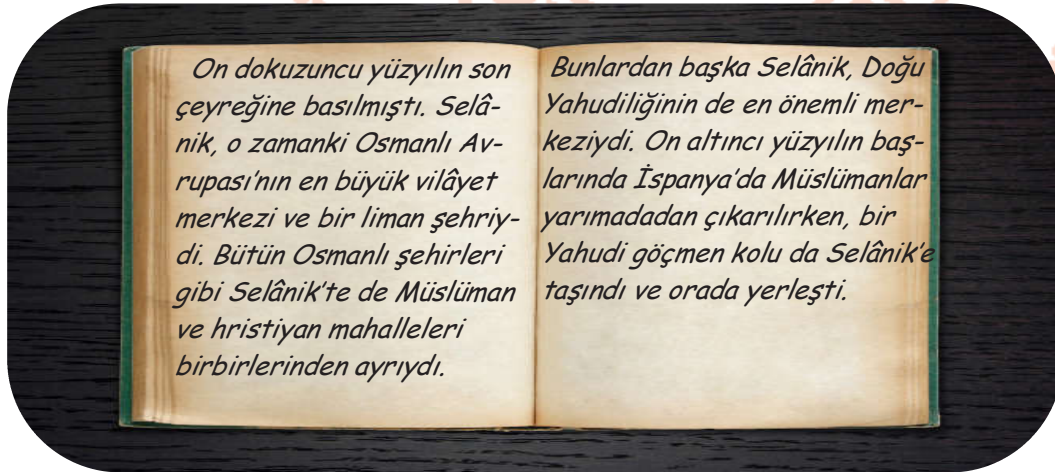 On dokuzuncu yüzyılın son
çeyreğine basılmıştı. Selâ-
nik, o zamanki Osmanlı Av-
rupası'nın en büyük vilâyet
merkezi ve bir liman şehriy-
di. Bütün Osmanlı şehirleri
gibi Selânik'te de Müslüman
ve hristiyan mahalleleri
birbirlerinden ayrıydı.
Bunlardan başka Selânik, Doğu
Yahudiliğinin de en önemli mer-
keziydi. On altıncı yüzyılın baş-
larında İspanya'da Müslümanlar
yarımadadan çıkarılırken, bir
Yahudi göçmen kolu da Selânik'e
taşındı ve orada yerleşti.